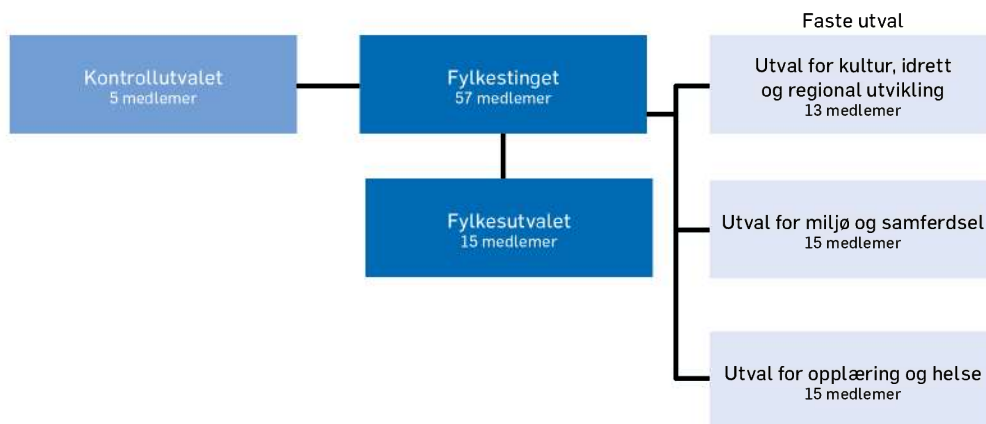 Faste utval
Kontrollutvalet
5 medlemer
Fylkestinget
57 medlemer
Utval for kultur, idrett
og regional utvikling
13 medlemer
Fylkesutvalet
15 medlemer
Utval for miljø og samferdsel
15 medlemer
Utval for opplæring og helse
15 medlemer